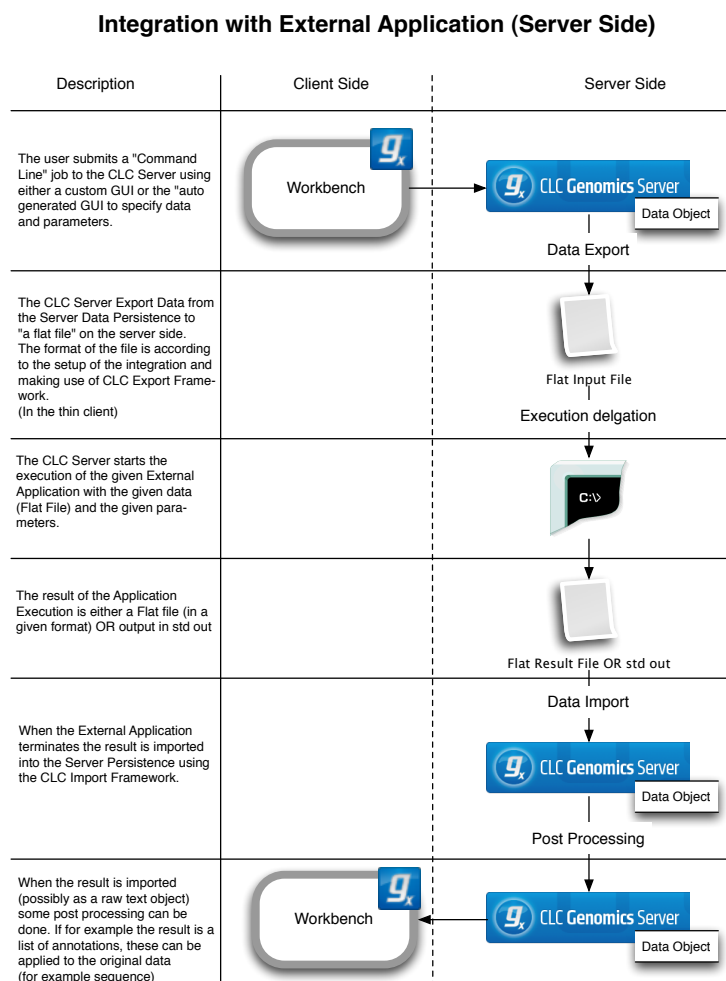 Integration with External Application (Server Side)
Description
Client Side
Server Side
The user submits a "Command
Line" job to the CLC Server using
either a custom GUI or the "auto
generated GUI to specify data
and parameters.
gx
Workbench
gx CLC Genomics Server
Data Object
Data Export
The CLC Server Export Data from
the Server Data Persistence to
"a flat file" on the server side.
The format of the file is according
to the setup of the integration and
making use of CLC Export Frame-
work.
(In the thin client)
Flat Input File
Execution delgation
The CLC Server starts the
execution of the given External
Application with the given data
(Flat File) and the given para-
meters.
C:\>
The result of the Application
Execution is either a Flat file (in a
given format) OR output in std out
Flat Result File OR std out
Data Import
When the External Application
terminates the result is imported
into the Server Persistence using
the CLC Import Framework.
gx CLC Genomics Server
Data Object
Post Processing
When the result is imported
(possibly as a raw text object)
some post processing can be
done. If for example the result is a
list of annotations, these can be
applied to the original data
(for example sequence)
gx
Workbench
gx CLC Genomics Server
Data Object